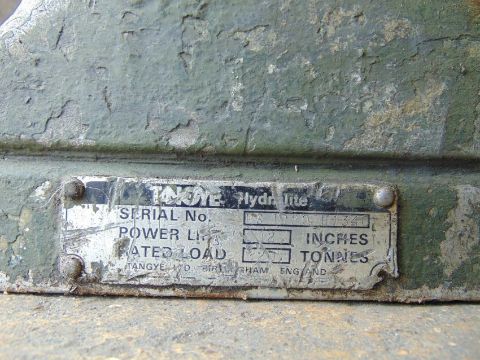 TANGYE Hydralite
SERIAL No.
POWER LIFT INCHES
RATED LOAD TONNES
TANGYE LTD BIRMINGHAM ENGLAND